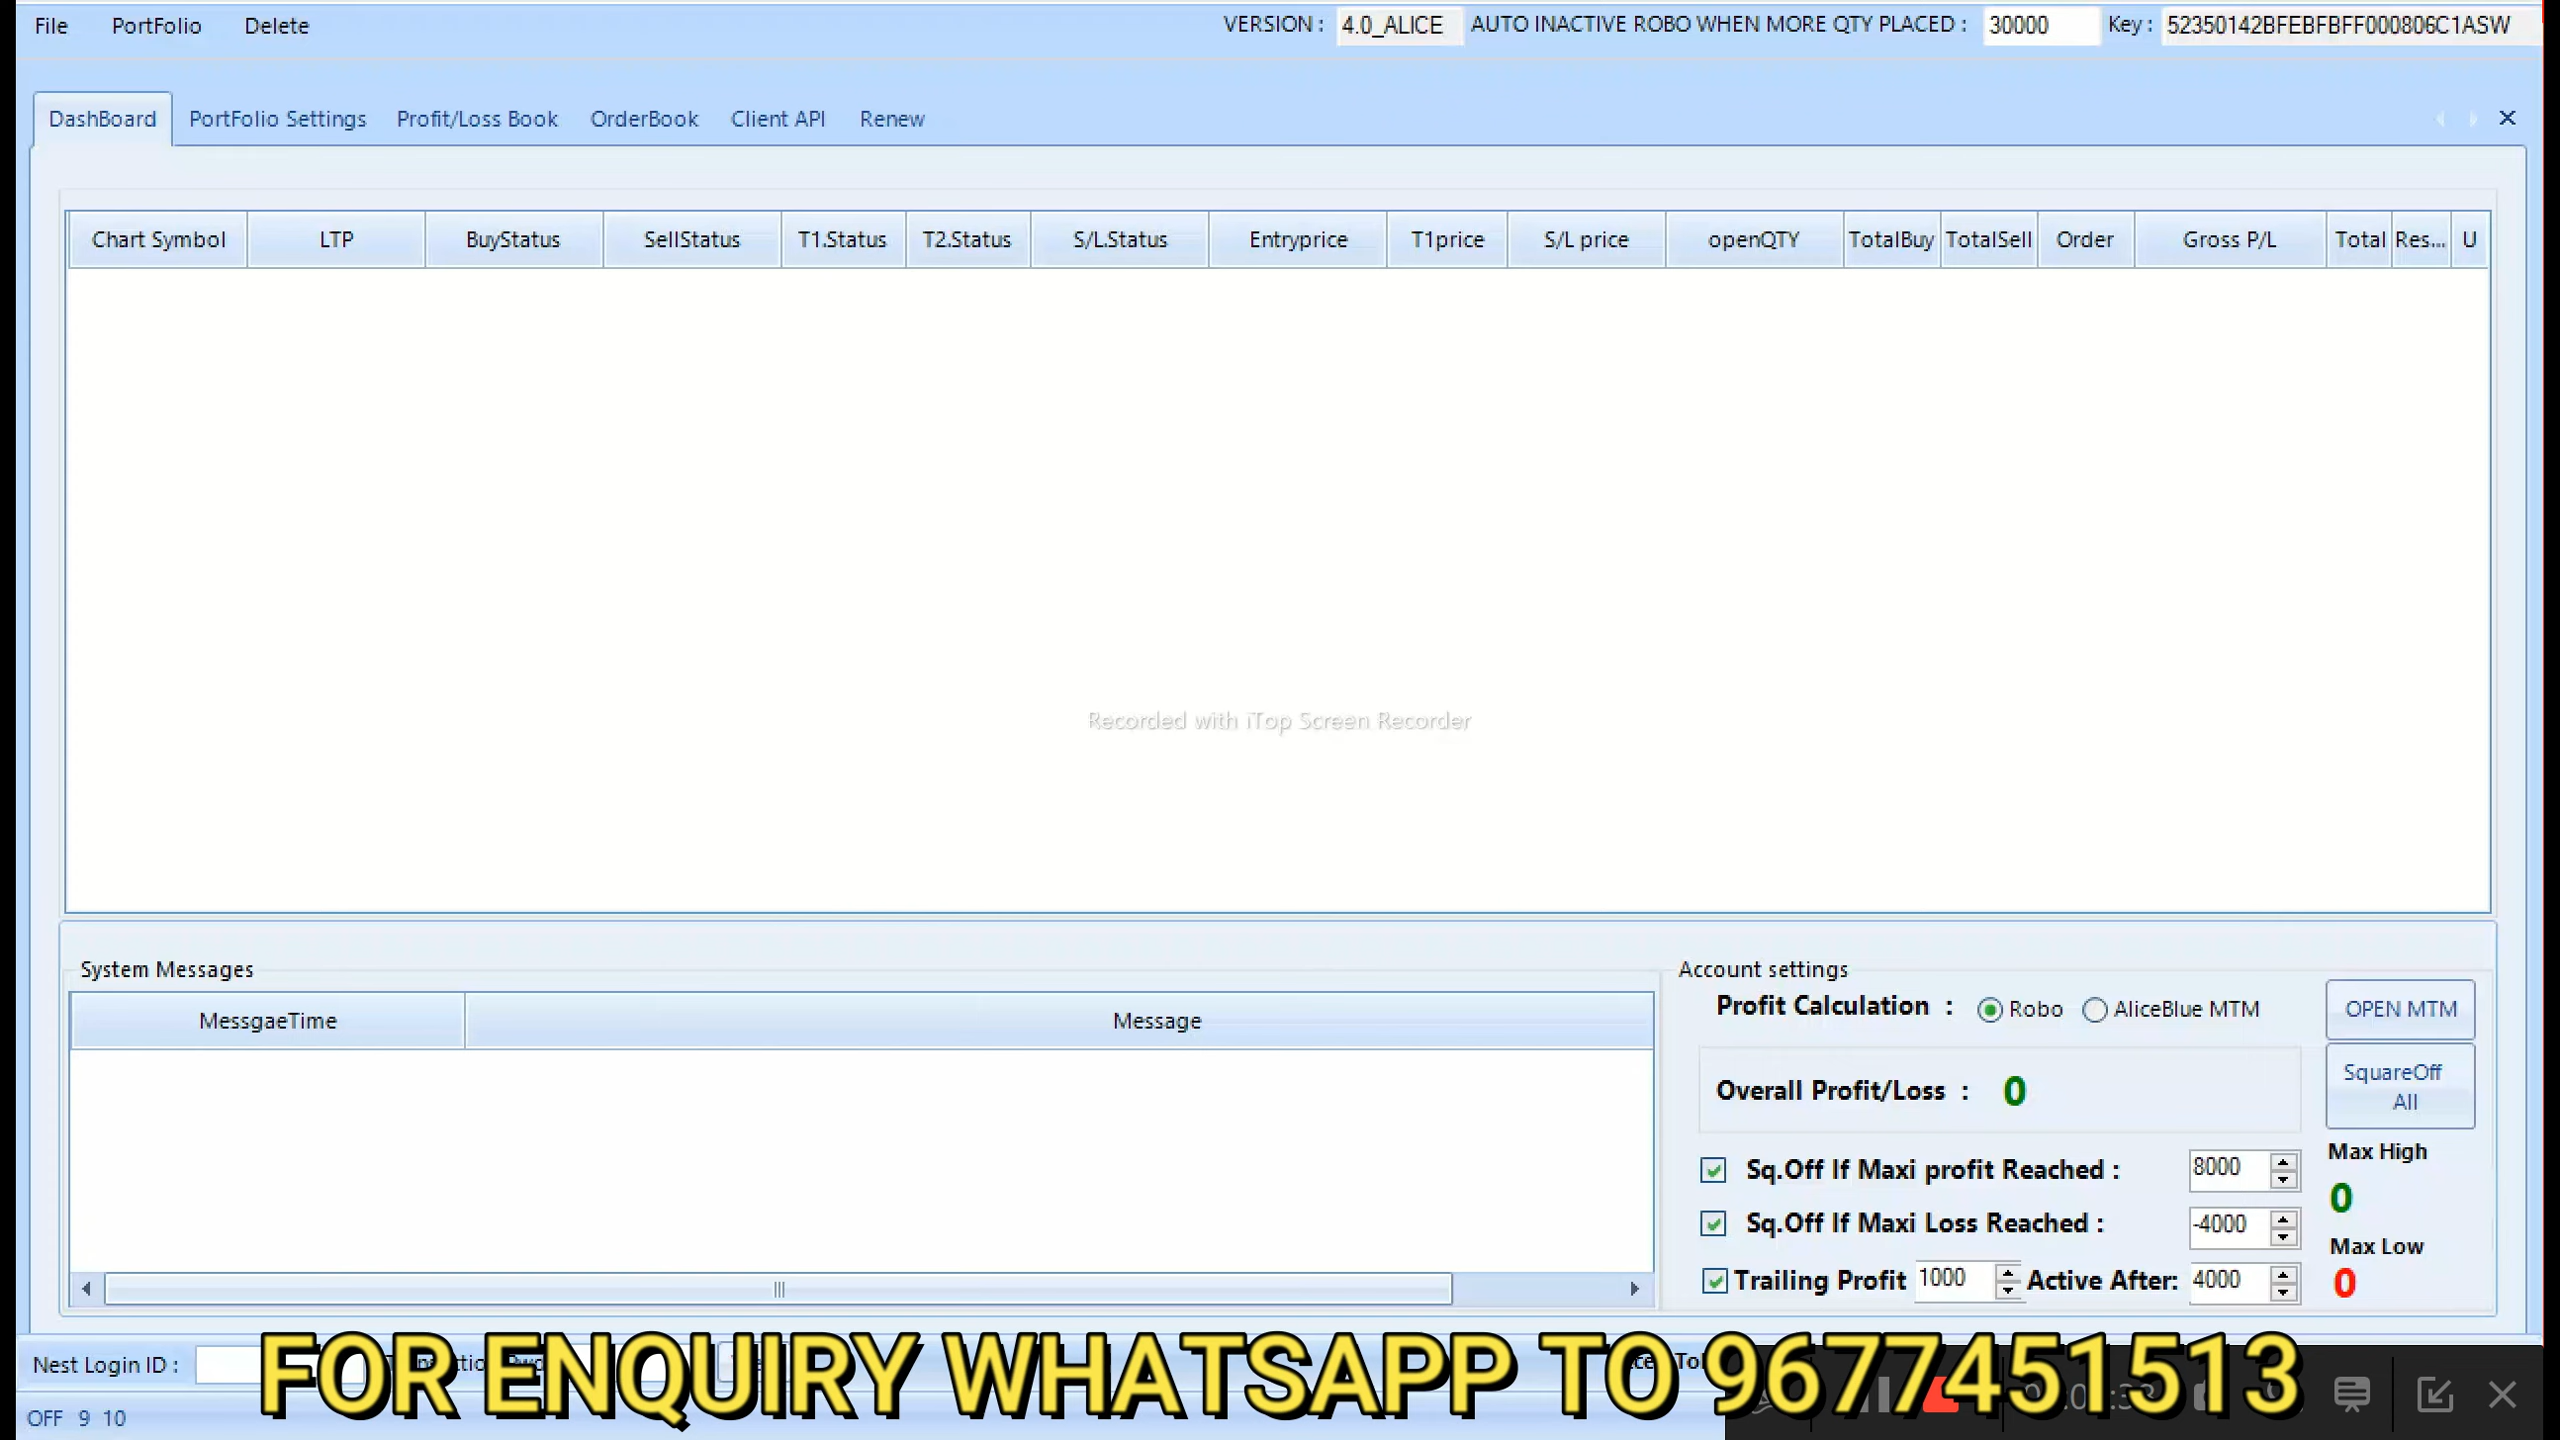 File PortFolio Delete VERSION : 4.0_ALICE AUTO INACTIVE ROBO WHEN MORE QTY PLACED : 30000 Key : 52350142BFEBFBFF000806C1ASW
DashBoard PortFolio Settings Profit/Loss Book OrderBook Client API Renew
Chart Symbol LTP BuyStatus SellStatus T1.Status T2.Status S/L.Status Entryprice T1price S/L price openQTY TotalBuy TotalSell Order Gross P/L Total Res... U
Recorded with iTop Screen Recorder
System Messages
MessgaeTime Message
Account settings
Profit Calculation : Robo AliceBlue MTM OPEN MTM
Overall Profit/Loss : 0
SquareOff
All
Sq.Off If Maxi profit Reached : 8000
Max High
0
Sq.Off If Maxi Loss Reached : -4000
Max Low
Trailing Profit 1000 Active After: 4000 0
Nest Login ID :
FOR ENQUIRY WHATSAPP TO 9677451513
OFF 9 10